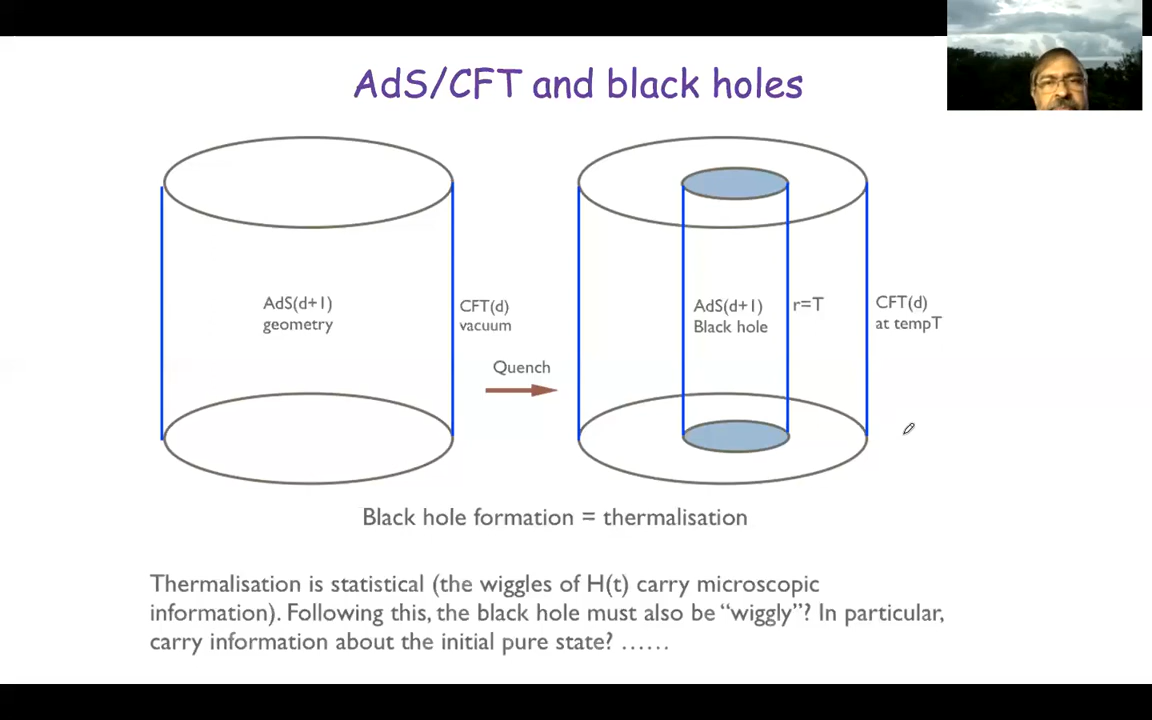 AdS/CFT and black holes
AdS(d+1)
geometry
CFT(d)
vacuum
Quench
AdS(d+1)
Black hole
r=T
CFT(d)
at tempT
Black hole formation = thermalisation
Thermalisation is statistical (the wiggles of H(t) carry microscopic
information). Following this, the black hole must also be “wiggly”? In particular,
carry information about the initial pure state? ......